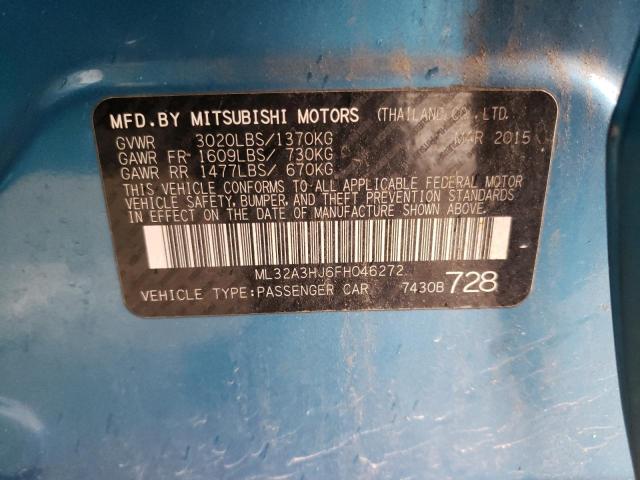 MFD.BY MITSUBISHI MOTORS (THAILAND) CO., LTD.
GVWR 3020LBS/1370KG MAR 2015
GAWR FR 1609LBS/ 730KG
GAWR RR 1477LBS/ 670KG
THIS VEHICLE CONFORMS TO ALL APPLICABLE FEDERAL MOTOR
VEHICLE SAFETY, BUMPER, AND THEFT PREVENTION STANDARDS
IN EFFECT ON THE DATE OF MANUFACTURE SHOWN ABOVE.
ML32A3HJ6FH046272
VEHICLE TYPE:PASSENGER CAR 7430B 728